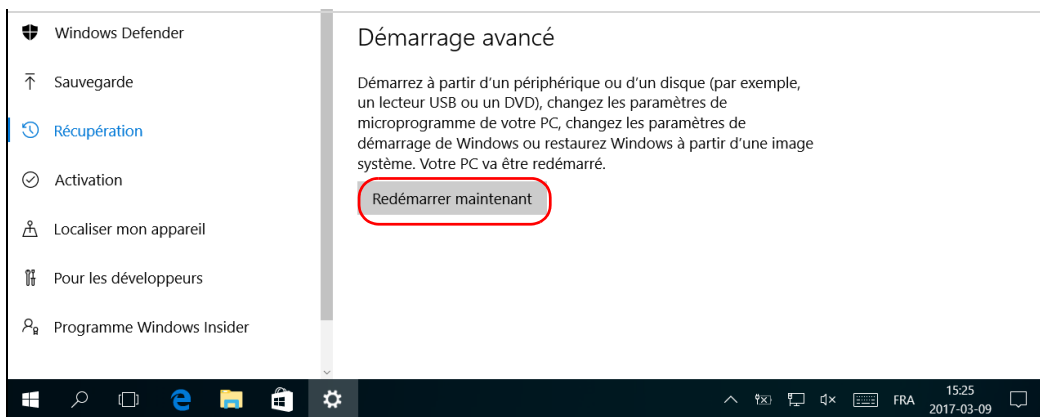 Windows Defender
Sauvegarde
Récupération
Activation
Localiser mon appareil
Pour les développeurs
Programme Windows Insider
Démarrage avancé
Démarrez à partir d'un périphérique ou d'un disque (par exemple,
un lecteur USB ou un DVD), changez les paramètres de
microprogramme de votre PC, changez les paramètres de
démarrage de Windows ou restaurez Windows à partir d'une image
système. Votre PC va être redémarré.
Redémarrer maintenant
FRA
15:25
2017-03-09